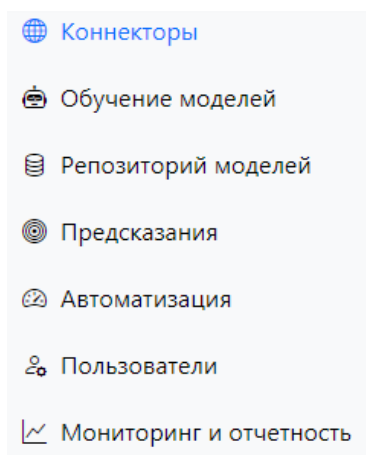 Коннекторы
Обучение моделей
Репозиторий моделей
Предсказания
Автоматизация
Пользователи
Мониторинг и отчетность